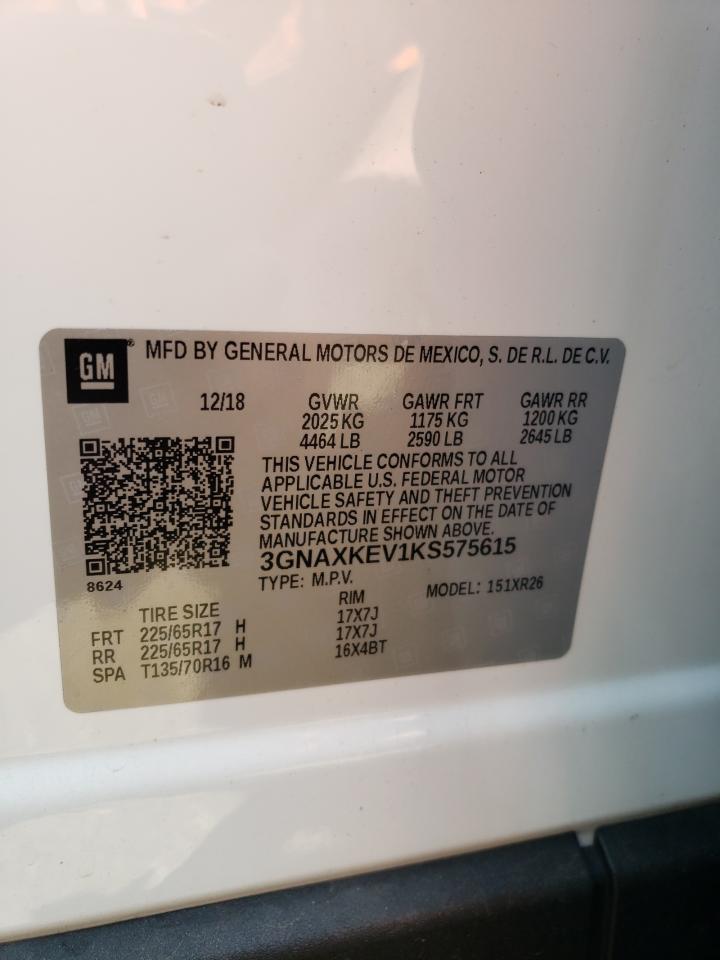 GM ® MFD BY GENERAL MOTORS DE MEXICO, S. DE R.L. DE C.V.
12/18 GVWR GAWR FRT GAWR RR
2025 KG 1175 KG 1200 KG
4464 LB 2590 LB 2645 LB
THIS VEHICLE CONFORMS TO ALL
APPLICABLE U.S. FEDERAL MOTOR
VEHICLE SAFETY AND THEFT PREVENTION
STANDARDS IN EFFECT ON THE DATE OF
MANUFACTURE SHOWN ABOVE.
8624 3GNAXKEV1KS575615
TYPE: M.P.V. MODEL: 151XR26
TIRE SIZE RIM
FRT 225/65R17 H 17X7J
RR 225/65R17 H 17X7J
SPA T135/70R16 M 16X4BT